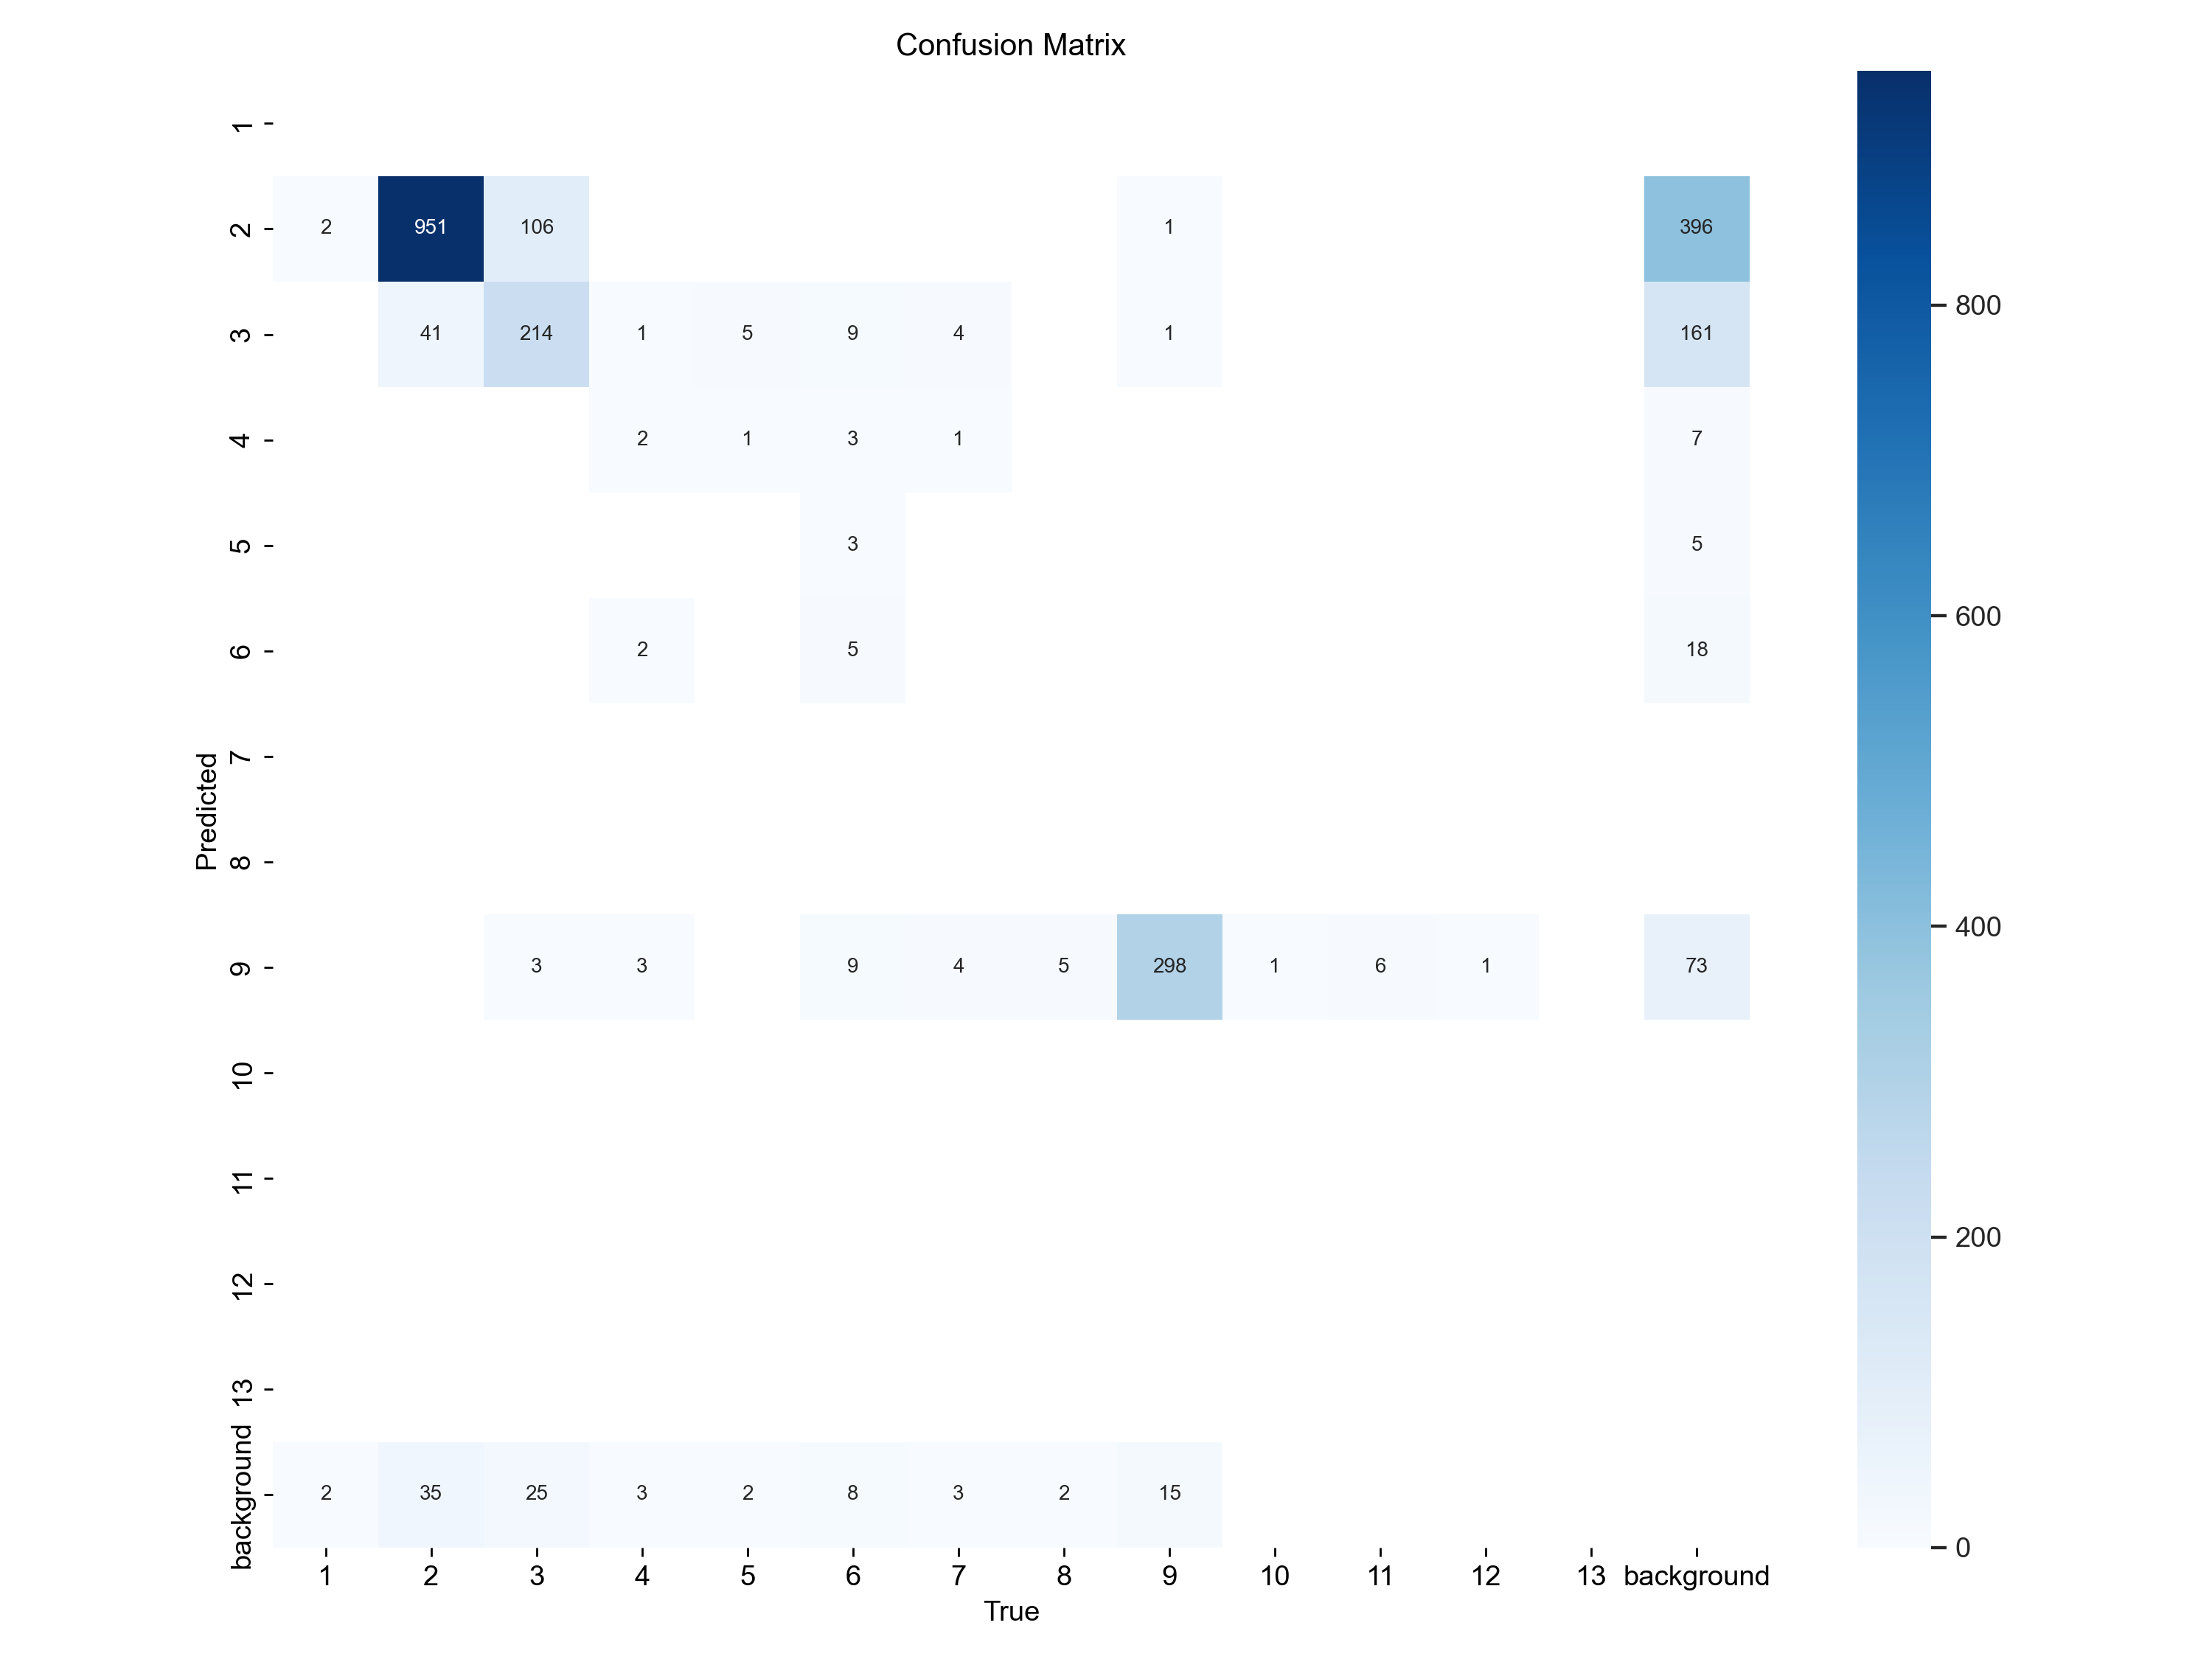 Confusion Matrix
1
2 2 951 106 1 396
3 41 214 1 5 9 4 1 161
4 2 1 3 1 7
5 3 5
6 2 5 18
7
8
9 3 3 9 4 5 298 1 6 1 73
10
11
12
13
background 2 35 25 3 2 8 3 2 15
1 2 3 4 5 6 7 8 9 10 11 12 13 background
True
Predicted
800
600
400
200
0